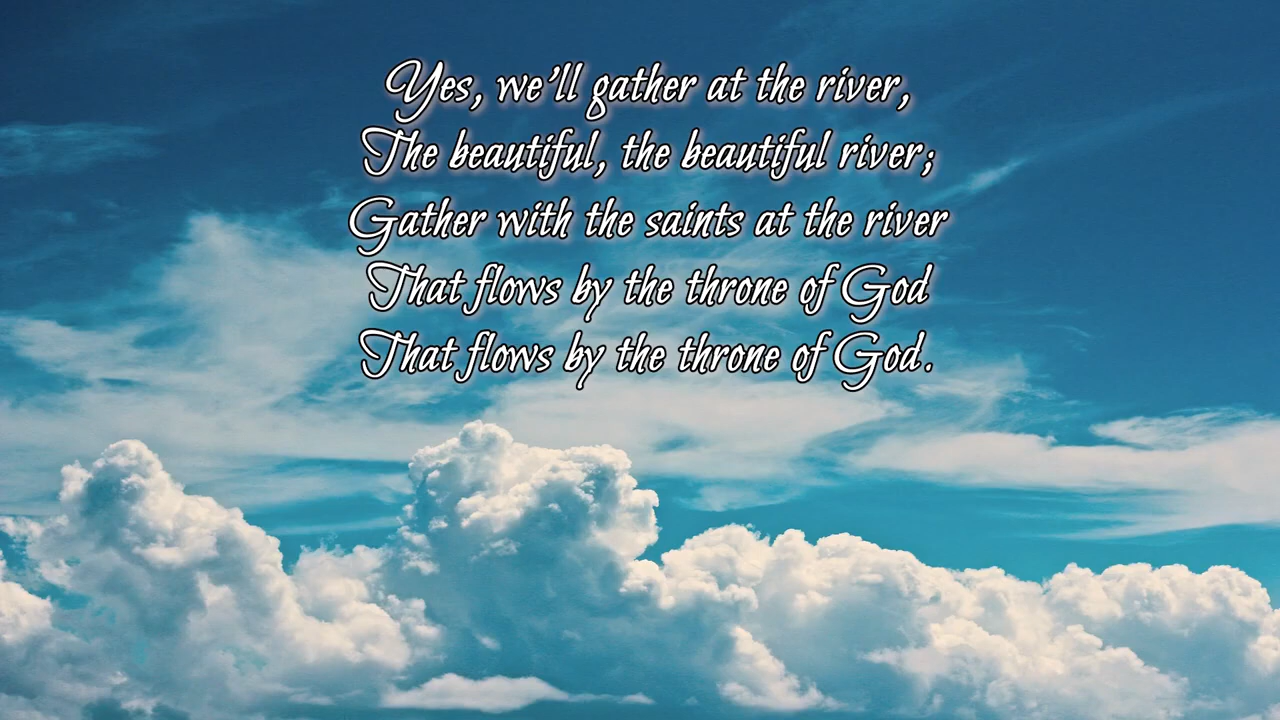 Yes, we’ll gather at the river,
The beautiful, the beautiful river;
Gather with the saints at the river
That flows by the throne of God
That flows by the throne of God.